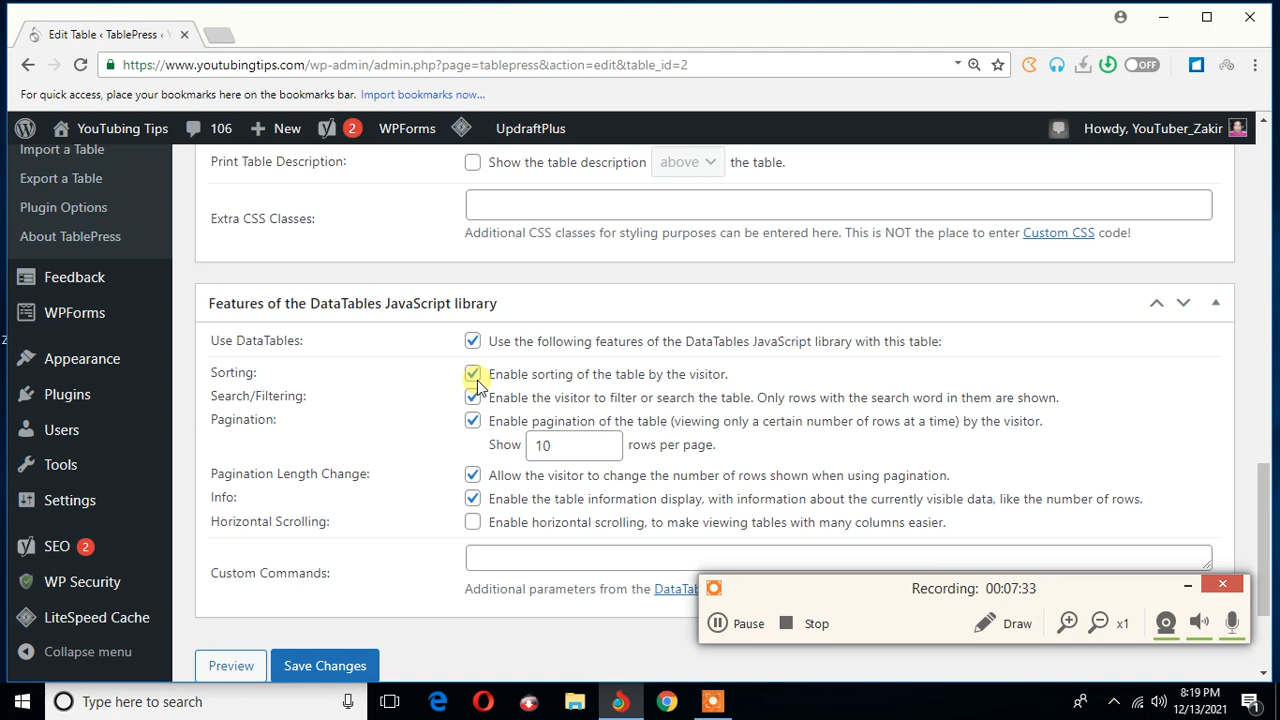 Edit Table ‹ TablePress ‹ Y
https://www.youtubingtips.com/wp-admin/admin.php?page=tablepress&action=edit&table_id=2
OFF
For quick access, place your bookmarks here on the bookmarks bar. Import bookmarks now...
YouTubing Tips 106 New 2 WPForms UpdraftPlus Howdy, YouTuber_Zakir
Import a Table
Export a Table
Plugin Options
About TablePress
Feedback
WPForms
Appearance
Plugins
Users
Tools
Settings
SEO 2
WP Security
LiteSpeed Cache
Collapse menu
Print Table Description: Show the table description above the table.
Extra CSS Classes:
Additional CSS classes for styling purposes can be entered here. This is NOT the place to enter Custom CSS code!
Features of the DataTables JavaScript library
Use DataTables: Use the following features of the DataTables JavaScript library with this table:
Sorting: Enable sorting of the table by the visitor.
Search/Filtering: Enable the visitor to filter or search the table. Only rows with the search word in them are shown.
Pagination: Enable pagination of the table (viewing only a certain number of rows at a time) by the visitor.
Show 10 rows per page.
Pagination Length Change: Allow the visitor to change the number of rows shown when using pagination.
Info: Enable the table information display, with information about the currently visible data, like the number of rows.
Horizontal Scrolling: Enable horizontal scrolling, to make viewing tables with many columns easier.
Custom Commands:
Additional parameters from the DataTab
Preview Save Changes
Recording: 00:07:33
Pause Stop Draw x1
Type here to search
8:19 PM
12/13/2021
1